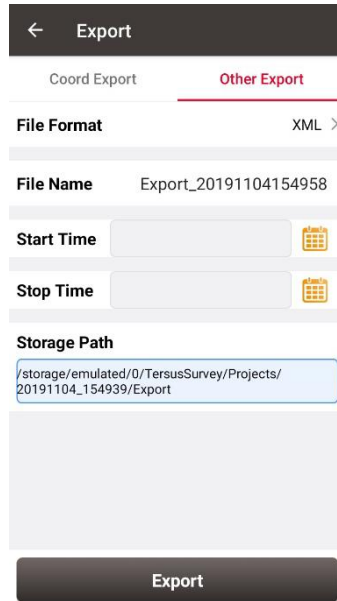 Export
Coord Export Other Export
File Format XML
File Name Export_20191104154958
Start Time
Stop Time
Storage Path
/storage/emulated/0/TersusSurvey/Projects/
20191104_154939/Export
Export